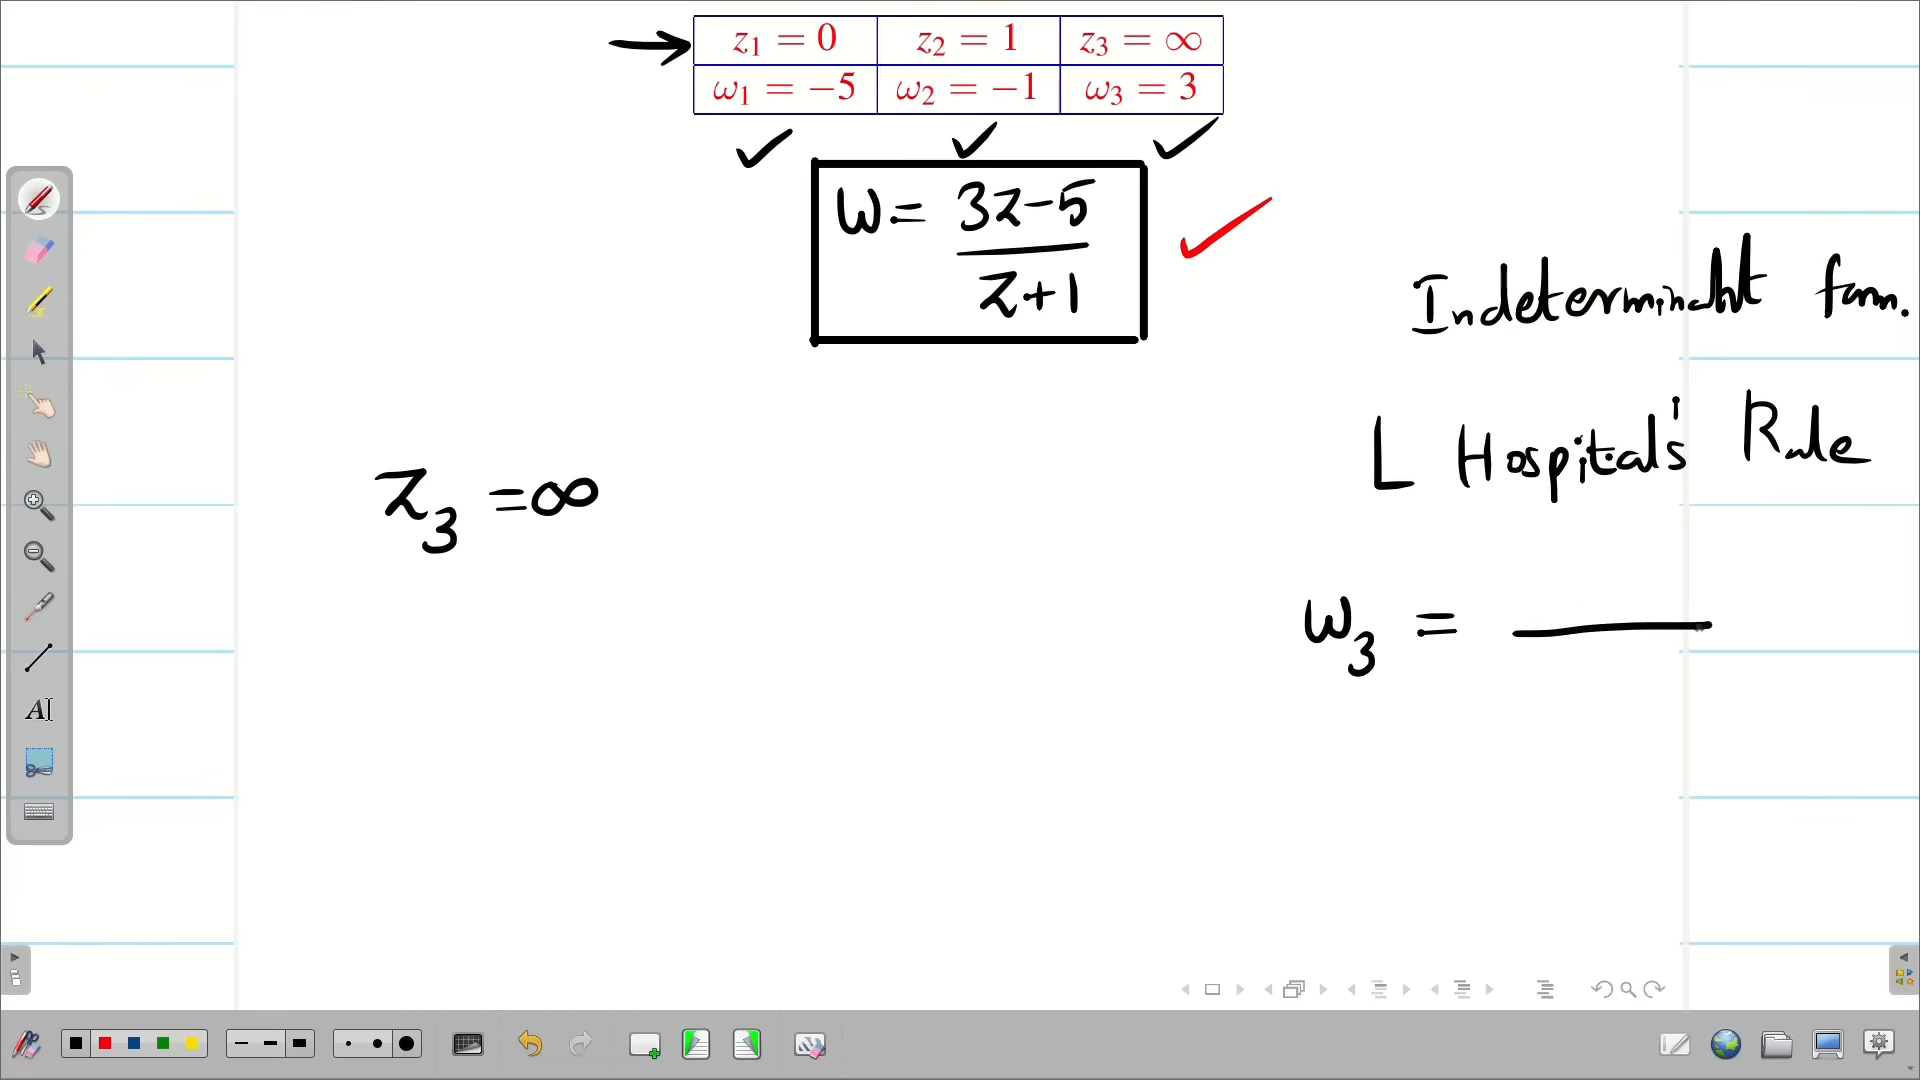 z₁ = 0 z₂ = 1 z₃ = ∞
ω₁ = −5 ω₂ = −1 ω₃ = 3
W = 3z−5
z+1
form.
L Hospital's Rule
z₃ = ∞
w₃ =
A